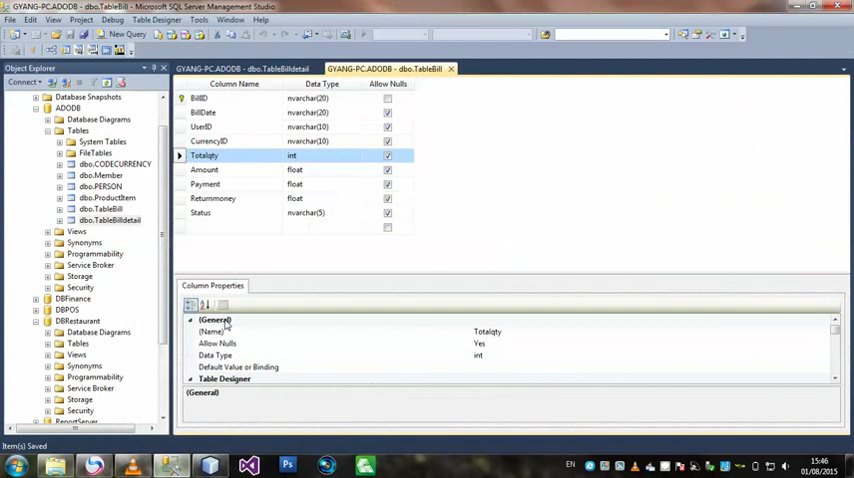 GYANG-PC.ADODB - dbo.TableBill - Microsoft SQL Server Management Studio
File Edit View Project Debug Table Designer Tools Window Help
New Query
Object Explorer
Connect
Database Snapshots
ADODB
Database Diagrams
Tables
System Tables
FileTables
dbo.CODECURRENCY
dbo.Member
dbo.PERSON
dbo.ProductItem
dbo.TableBill
dbo.TableBilldetail
Views
Synonyms
Programmability
Service Broker
Storage
Security
DBFinance
DBPOS
DBRestaurant
Database Diagrams
Tables
Views
Synonyms
Programmability
Service Broker
Storage
Security
ReportServer
GYANG-PC.ADODB - dbo.TableBilldetail
GYANG-PC.ADODB - dbo.TableBill
Column Name Data Type Allow Nulls
BillID nvarchar(20)
BillDate nvarchar(20)
UserID nvarchar(10)
CurrencyID nvarchar(10)
Totalqty int
Amount float
Payment float
Returnmoney float
Status nvarchar(5)
Column Properties
(General)
(Name) Totalqty
Allow Nulls Yes
Data Type int
Default Value or Binding
Table Designer
(General)
Item(s) Saved
EN
15:46
01/08/2015